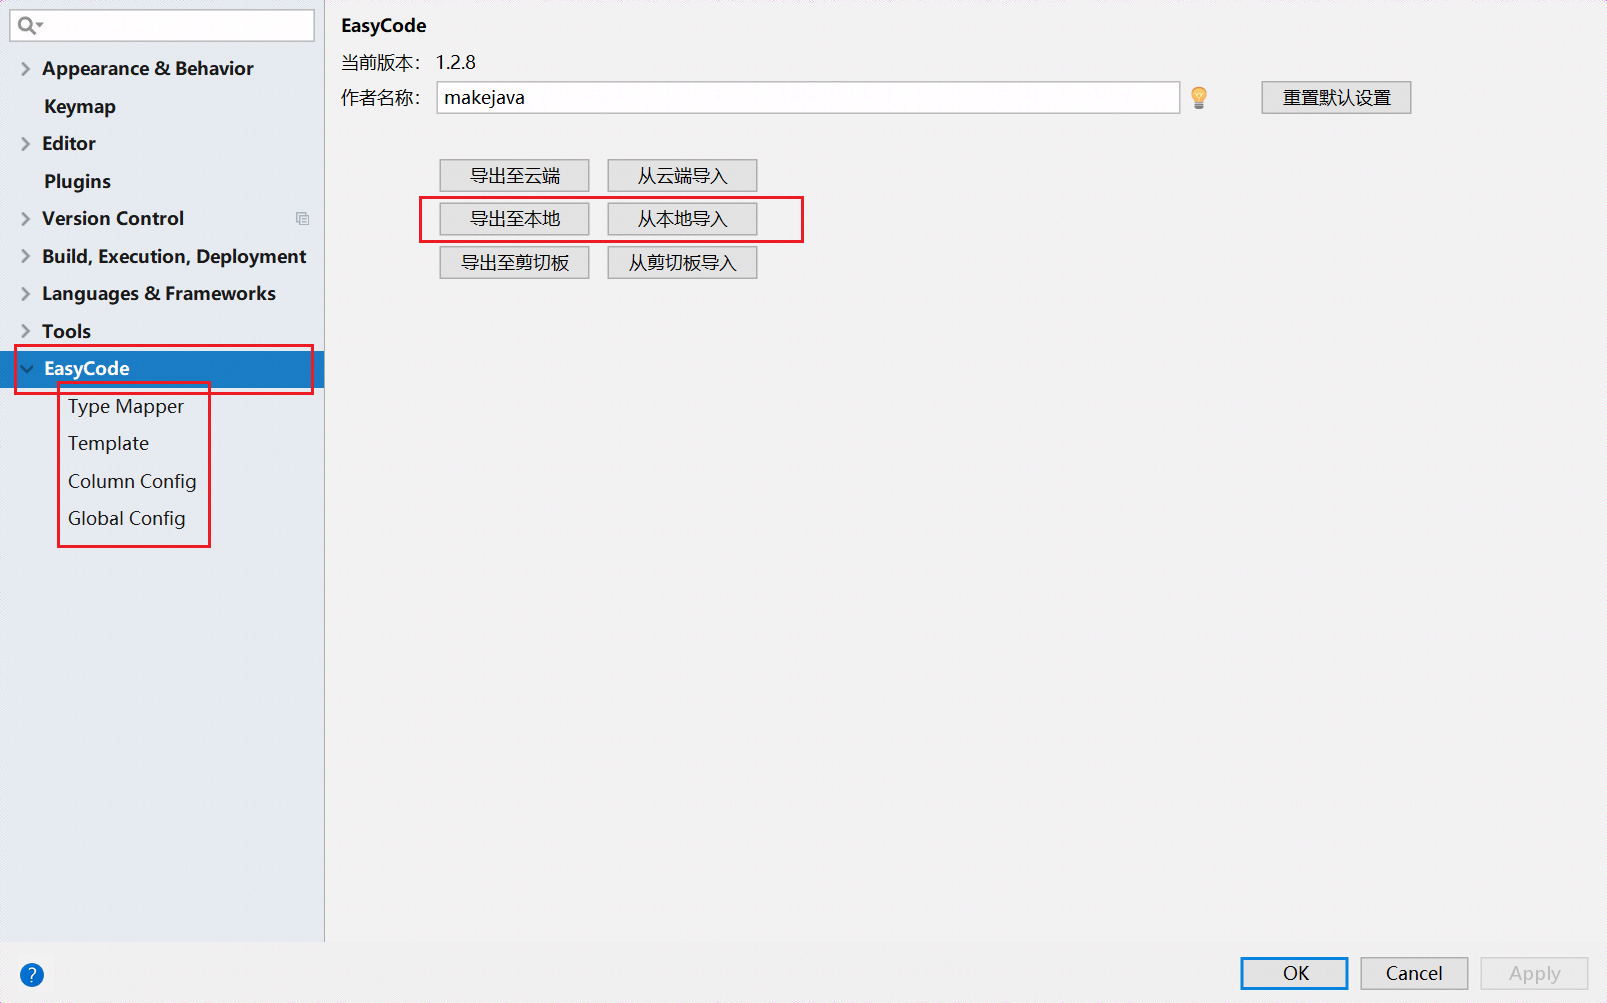 Appearance & Behavior
Keymap
Editor
Plugins
Version Control
Build, Execution, Deployment
Languages & Frameworks
Tools
EasyCode
Type Mapper
Template
Column Config
Global Config
EasyCode
当前版本： 1.2.8
作者名称： makejava 重置默认设置
导出至云端 从云端导入
导出至本地 从本地导入
导出至剪切板 从剪切板导入
? OK Cancel Apply